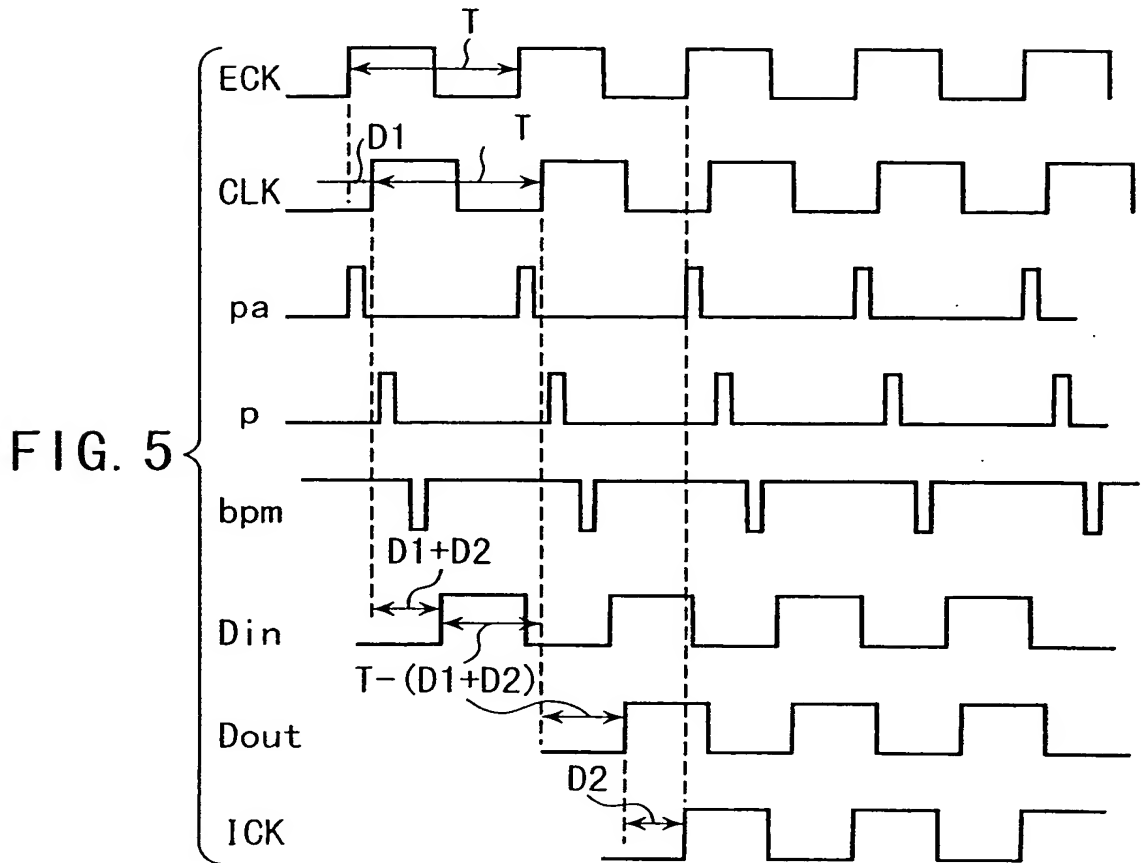 T
ECK
D1
T
CLK
pa
p
FIG. 5
bpm
D1+D2
Din
T-(D1+D2)
Dout
D2
ICK